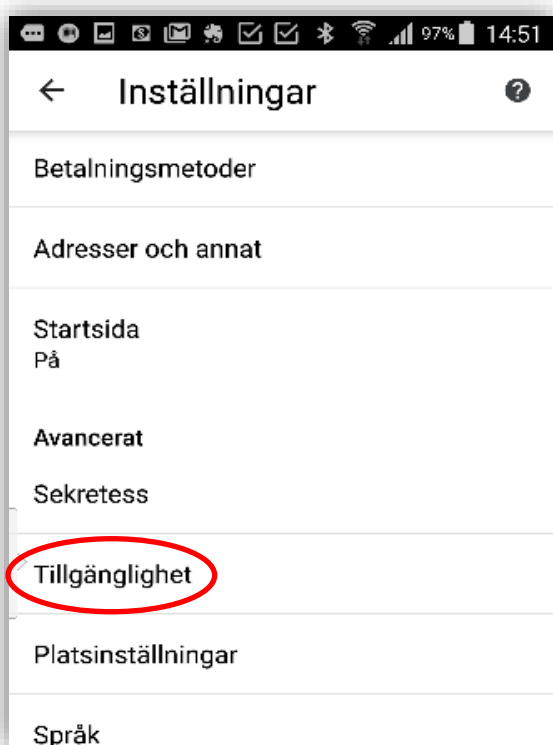 97% 14:51
Inställningar
Betalningsmetoder
Adresser och annat
Startsida
På
Avancerat
Sekretess
Tillgänglighet
Platsinställningar
Språk